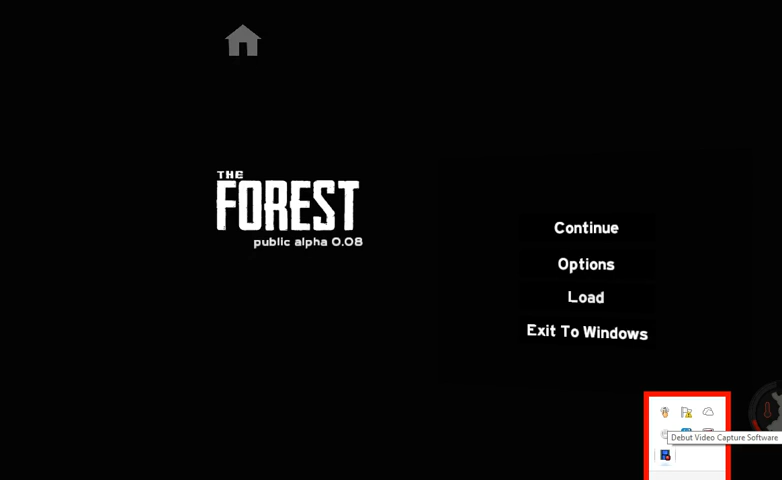 THE
FOREST
public alpha 0.08
Continue
Options
Load
Exit To Windows
Debut Video Capture Software